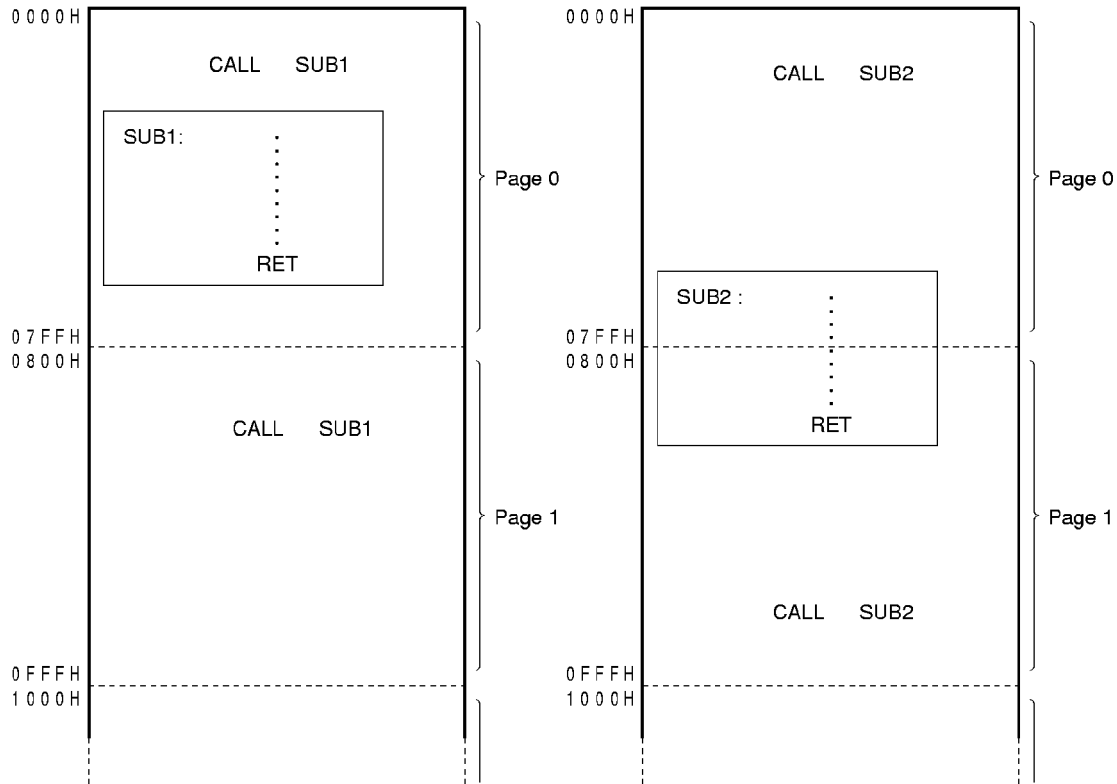 0000H
CALL SUB1
SUB1:
RET
Page 0
07FFH
0800H
CALL SUB1
Page 1
0FFFH
1000H
0000H
CALL SUB2
Page 0
SUB2 :
07FFH
0800H
RET
Page 1
CALL SUB2
0FFFH
1000H